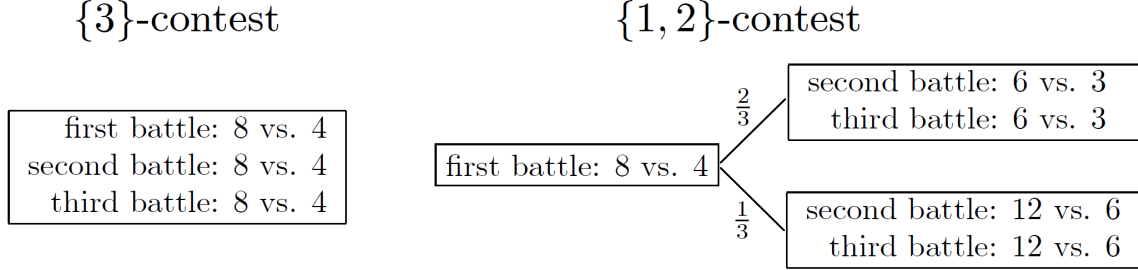 {3}-contest
first battle: 8 vs. 4
second battle: 8 vs. 4
third battle: 8 vs. 4
{1, 2}-contest
first battle: 8 vs. 4
2/3
second battle: 6 vs. 3
third battle: 6 vs. 3
1/3
second battle: 12 vs. 6
third battle: 12 vs. 6